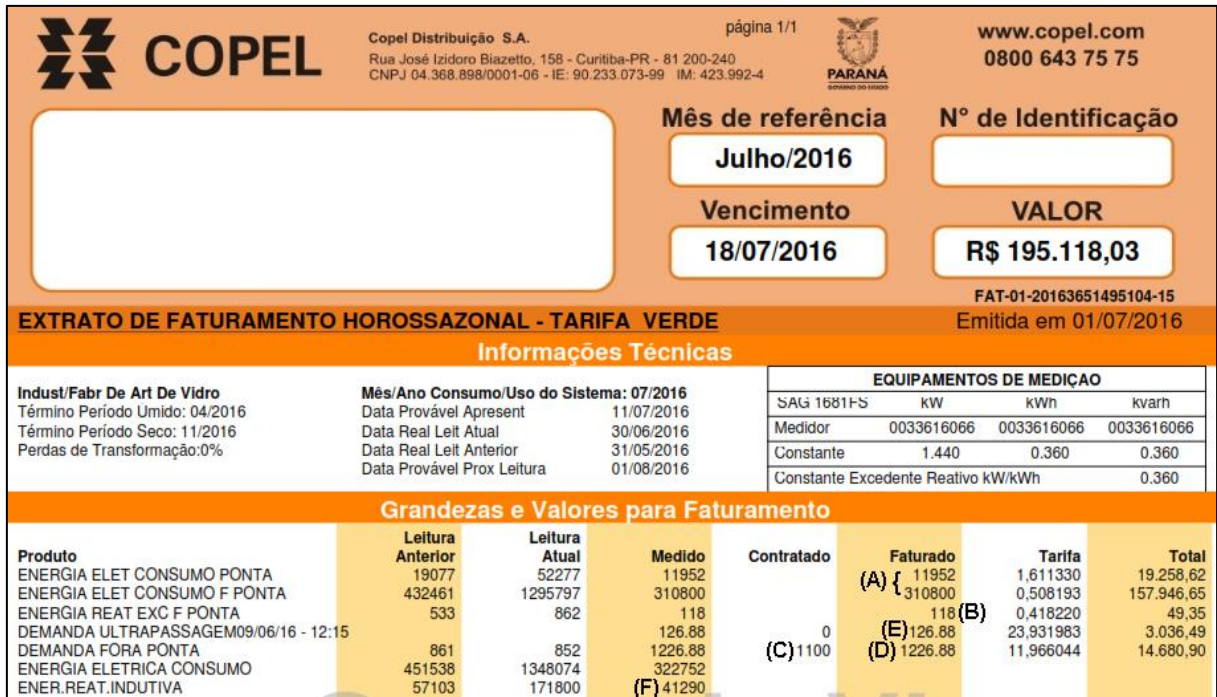 COPEL
Copel Distribuição S.A.
Rua José Izidoro Biazetto, 158 - Curitiba-PR - 81 200-240
CNPJ 04.368.898/0001-06 - IE: 90.233.073-99 IM: 423.992-4
página 1/1
PARANÁ
GOVERNO DO ESTADO
www.copel.com
0800 643 75 75
Mês de referência
Julho/2016
N° de Identificação
Vencimento
18/07/2016
VALOR
R$ 195.118,03
FAT-01-20163651495104-15
EXTRATO DE FATURAMENTO HOROSSAZONAL - TARIFA VERDE Emitida em 01/07/2016
Informações Técnicas
Indust/Fabr De Art De Vidro
Término Período Umido: 04/2016
Término Período Seco: 11/2016
Perdas de Transformação:0%
Mês/Ano Consumo/Uso do Sistema: 07/2016
Data Provável Apresent 11/07/2016
Data Real Leit Atual 30/06/2016
Data Real Leit Anterior 31/05/2016
Data Provável Prox Leitura 01/08/2016
EQUIPAMENTOS DE MEDIÇAO
SAG 1681FS kW kWh kvarh
Medidor 0033616066 0033616066 0033616066
Constante 1.440 0.360 0.360
Constante Excedente Reativo kW/kWh 0.360
Grandezas e Valores para Faturamento
Produto Leitura Anterior Leitura Atual Medido Contratado Faturado Tarifa Total
ENERGIA ELET CONSUMO PONTA 19077 52277 11952 (A) { 11952 1,611330 19.258,62
ENERGIA ELET CONSUMO F PONTA 432461 1295797 310800 310800 0,508193 157.946,65
ENERGIA REAT EXC F PONTA 533 862 118 118 (B) 0,418220 49,35
DEMANDA ULTRAPASSAGEM09/06/16 - 12:15 126.88 0 (E) 126.88 23,931983 3.036,49
DEMANDA FORA PONTA 861 852 1226.88 (C) 1100 (D) 1226.88 11,966044 14.680,90
ENERGIA ELETRICA CONSUMO 451538 1348074 322752
ENER.REAT.INDUTIVA 57103 171800 (F) 41290